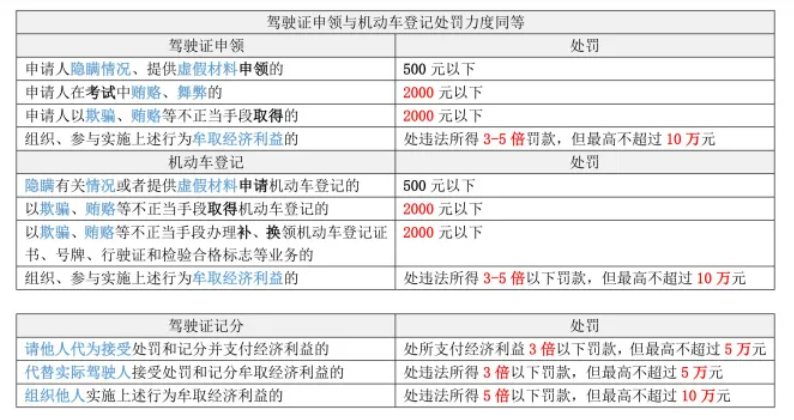 驾驶证申领与机动车登记处罚力度同等
驾驶证申领 处罚
申请人隐瞒情况、提供虚假材料申领的 500 元以下
申请人在考试中贿赂、舞弊的 2000 元以下
申请人以欺骗、贿赂等不正当手段取得的 2000 元以下
组织、参与实施上述行为牟取经济利益的 处违法所得 3-5 倍罚款，但最高不超过 10 万元
机动车登记 处罚
隐瞒有关情况或者提供虚假材料申请机动车登记的 500 元以下
以欺骗、贿赂等不正当手段取得机动车登记的 2000 元以下
以欺骗、贿赂等不正当手段办理补、换领机动车登记证 2000 元以下
书、号牌、行驶证和检验合格标志等业务的
组织、参与实施上述行为牟取经济利益的 处违法所得 3-5 倍以下罚款，但最高不超过 10 万元
驾驶证记分 处罚
请他人代为接受处罚和记分并支付经济利益的 处所支付经济利益 3 倍以下罚款，但最高不超过 5 万元
代替实际驾驶人接受处罚和记分牟取经济利益的 处违法所得 3 倍以下罚款，但最高不超过 5 万元
组织他人实施上述行为牟取经济利益的 处违法所得 5 倍以下罚款，但最高不超过 10 万元